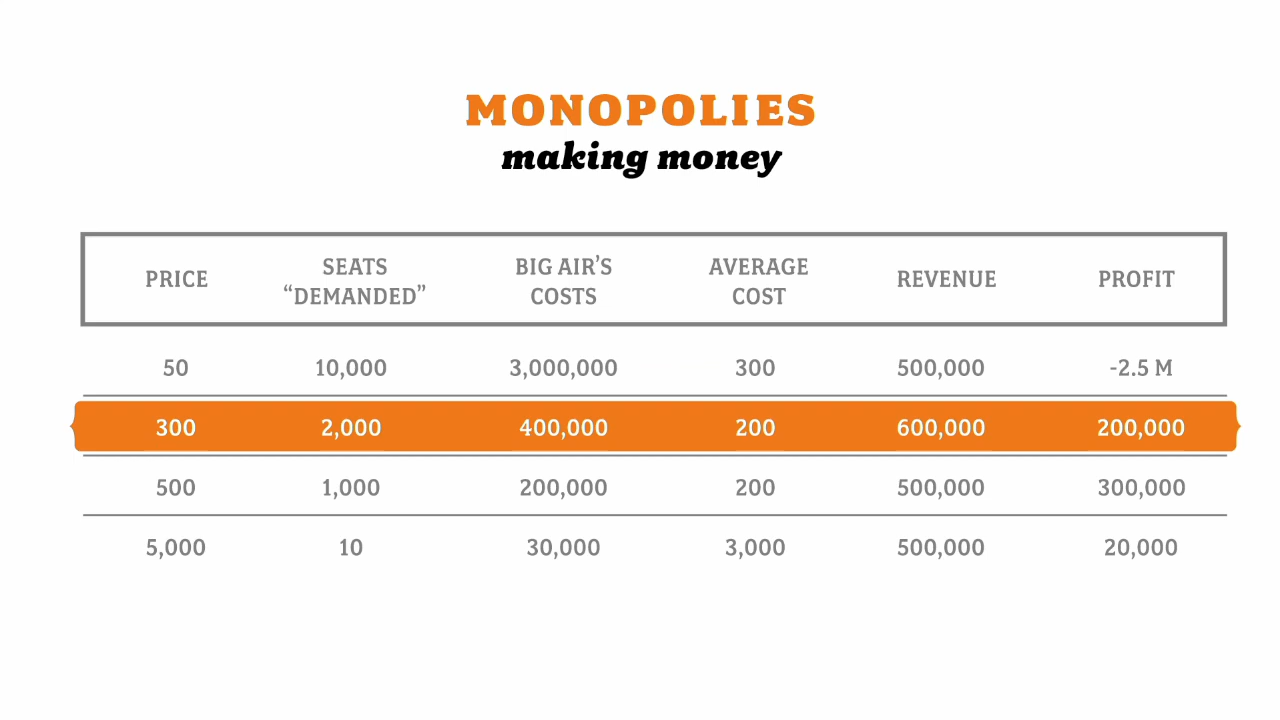 MONOPOLIES
making money
PRICE SEATS “DEMANDED” BIG AIR’S COSTS AVERAGE COST REVENUE PROFIT
50 10,000 3,000,000 300 500,000 -2.5 M
300 2,000 400,000 200 600,000 200,000
500 1,000 200,000 200 500,000 300,000
5,000 10 30,000 3,000 500,000 20,000